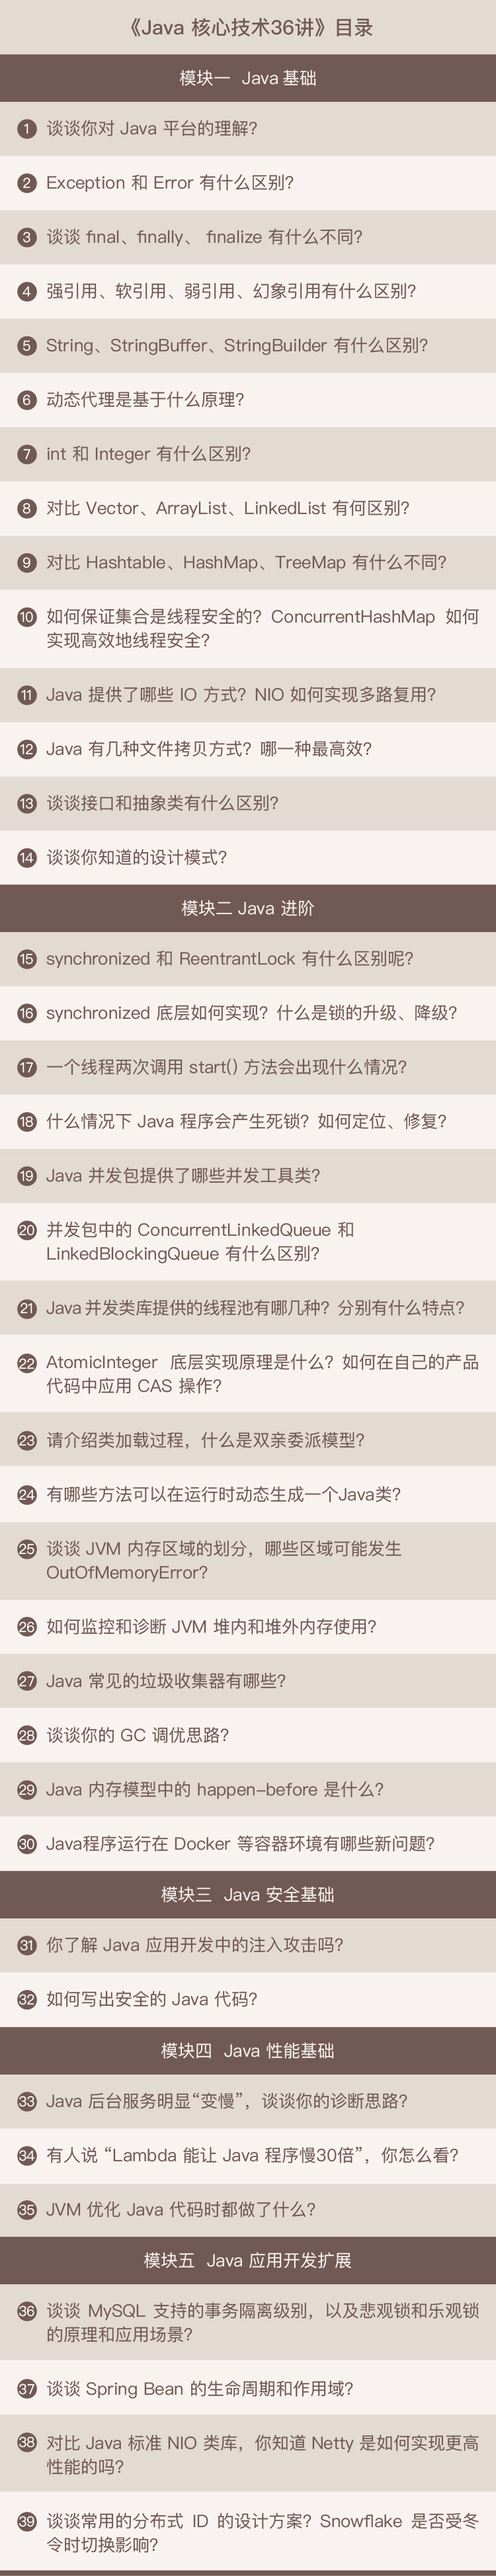 《Java 核心技术36讲》目录
模块一 Java 基础
1 谈谈你对 Java 平台的理解?
2 Exception 和 Error 有什么区别?
3 谈谈 final、finally、 finalize 有什么不同?
4 强引用、软引用、弱引用、幻象引用有什么区别?
5 String、StringBuffer、StringBuilder 有什么区别?
6 动态代理是基于什么原理?
7 int 和 Integer 有什么区别?
8 对比 Vector、ArrayList、LinkedList 有何区别?
9 对比 Hashtable、HashMap、TreeMap 有什么不同?
10 如何保证集合是线程安全的? ConcurrentHashMap 如何
实现高效地线程安全?
11 Java 提供了哪些 IO 方式? NIO 如何实现多路复用?
12 Java 有几种文件拷贝方式? 哪一种最高效?
13 谈谈接口和抽象类有什么区别?
14 谈谈你知道的设计模式?
模块二 Java 进阶
15 synchronized 和 ReentrantLock 有什么区别呢?
16 synchronized 底层如何实现? 什么是锁的升级、降级?
17 一个线程两次调用 start() 方法会出现什么情况?
18 什么情况下 Java 程序会产生死锁? 如何定位、修复?
19 Java 并发包提供了哪些并发工具类?
20 并发包中的 ConcurrentLinkedQueue 和
LinkedBlockingQueue 有什么区别?
21 Java 并发类库提供的线程池有哪几种? 分别有什么特点?
22 AtomicInteger 底层实现原理是什么? 如何在自己的产品
代码中应用 CAS 操作?
23 请介绍类加载过程，什么是双亲委派模型?
24 有哪些方法可以在运行时动态生成一个Java类?
25 谈谈 JVM 内存区域的划分，哪些区域可能发生
OutOfMemoryError?
26 如何监控和诊断 JVM 堆内和堆外内存使用?
27 Java 常见的垃圾收集器有哪些?
28 谈谈你的 GC 调优思路?
29 Java 内存模型中的 happen-before 是什么?
30 Java程序运行在 Docker 等容器环境有哪些新问题?
模块三 Java 安全基础
31 你了解 Java 应用开发中的注入攻击吗?
32 如何写出安全的 Java 代码?
模块四 Java 性能基础
33 Java 后台服务明显“变慢”，谈谈你的诊断思路?
34 有人说 “Lambda 能让 Java 程序慢30倍”，你怎么看?
35 JVM 优化 Java 代码时都做了什么?
模块五 Java 应用开发扩展
36 谈谈 MySQL 支持的事务隔离级别，以及悲观锁和乐观锁
的原理和应用场景?
37 谈谈 Spring Bean 的生命周期和作用域?
38 对比 Java 标准 NIO 类库，你知道 Netty 是如何实现更高
性能的吗?
39 谈谈常用的分布式 ID 的设计方案? Snowflake 是否受冬
令时切换影响?